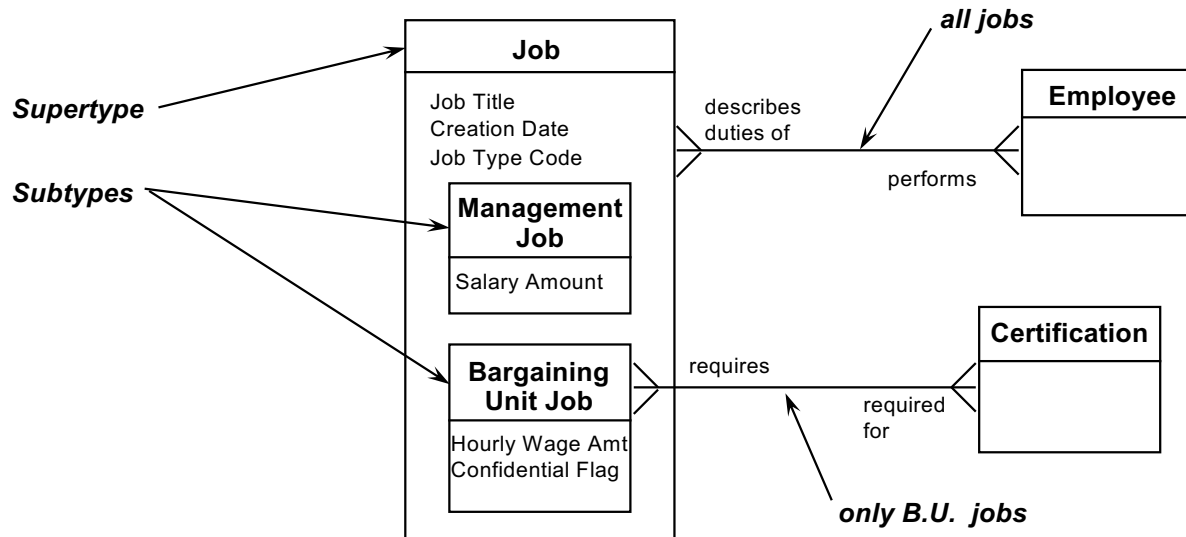 all jobs
Job
Supertype
Job Title
Creation Date
Job Type Code
describes
duties of
Employee
performs
Subtypes
Management
Job
Salary Amount
Bargaining
Unit Job
Hourly Wage Amt
Confidential Flag
requires
required
for
Certification
only B.U. jobs